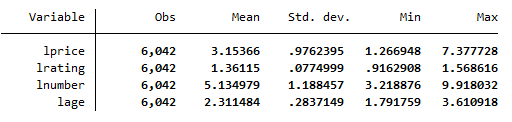 Variable Obs Mean Std. dev. Min Max
lprice 6,042 3.15366 .9762395 1.266948 7.377728
lrating 6,042 1.36115 .0774999 .9162908 1.568616
lnumber 6,042 5.134979 1.188457 3.218876 9.918032
lage 6,042 2.311484 .2837149 1.791759 3.610918